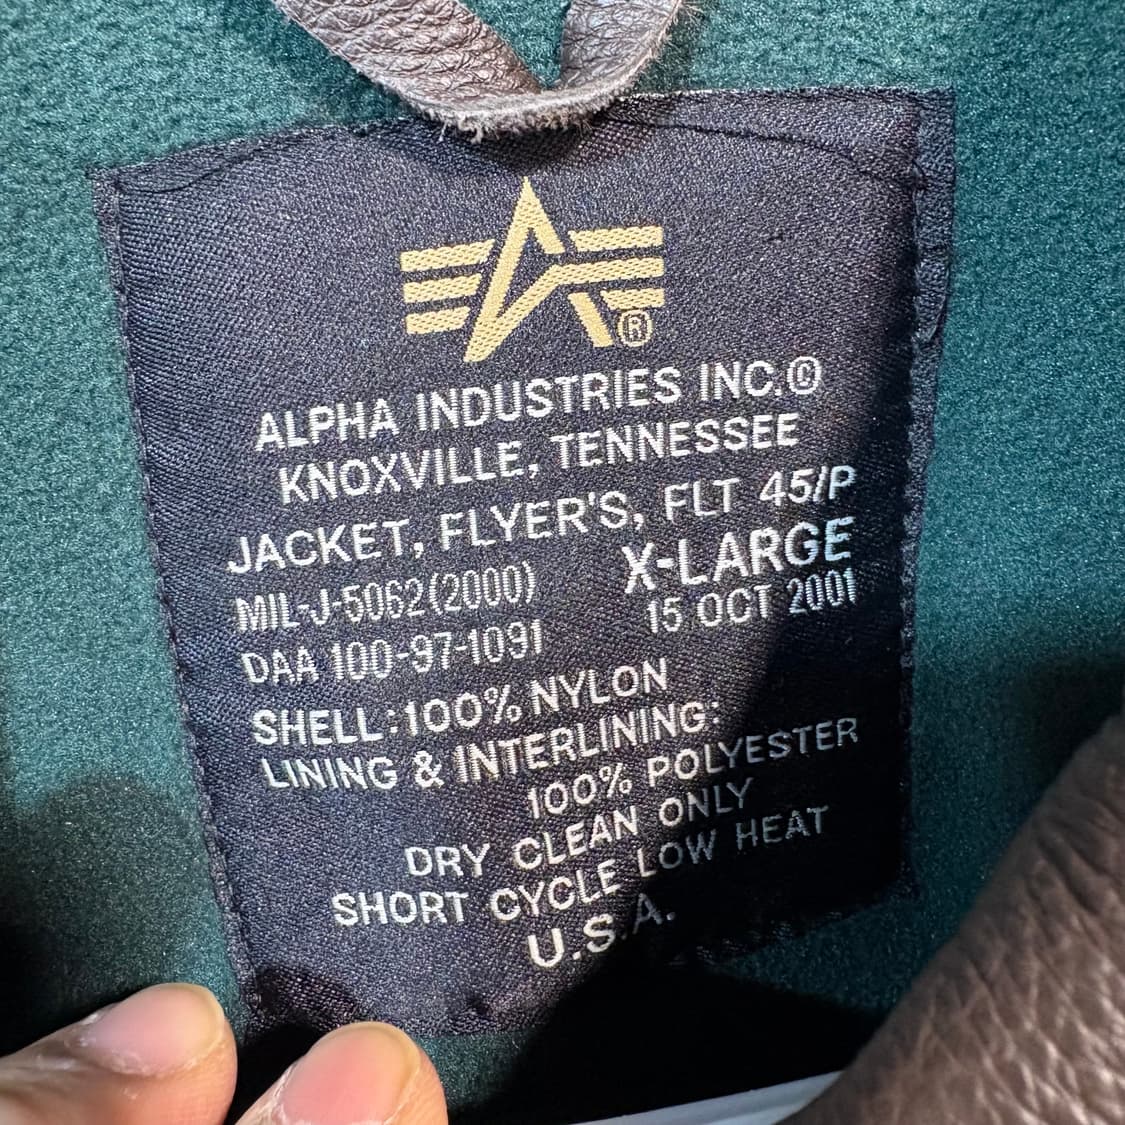 ®
ALPHA INDUSTRIES INC.©
KNOXVILLE, TENNESSEE
JACKET, FLYER'S, FLT 45/P
MIL-J-5062(2000) X-LARGE
15 OCT 2001
DAA 100-97-1091
SHELL:100% NYLON
LINING & INTERLINING:
100% POLYESTER
DRY CLEAN ONLY
SHORT CYCLE LOW HEAT
U.S.A.